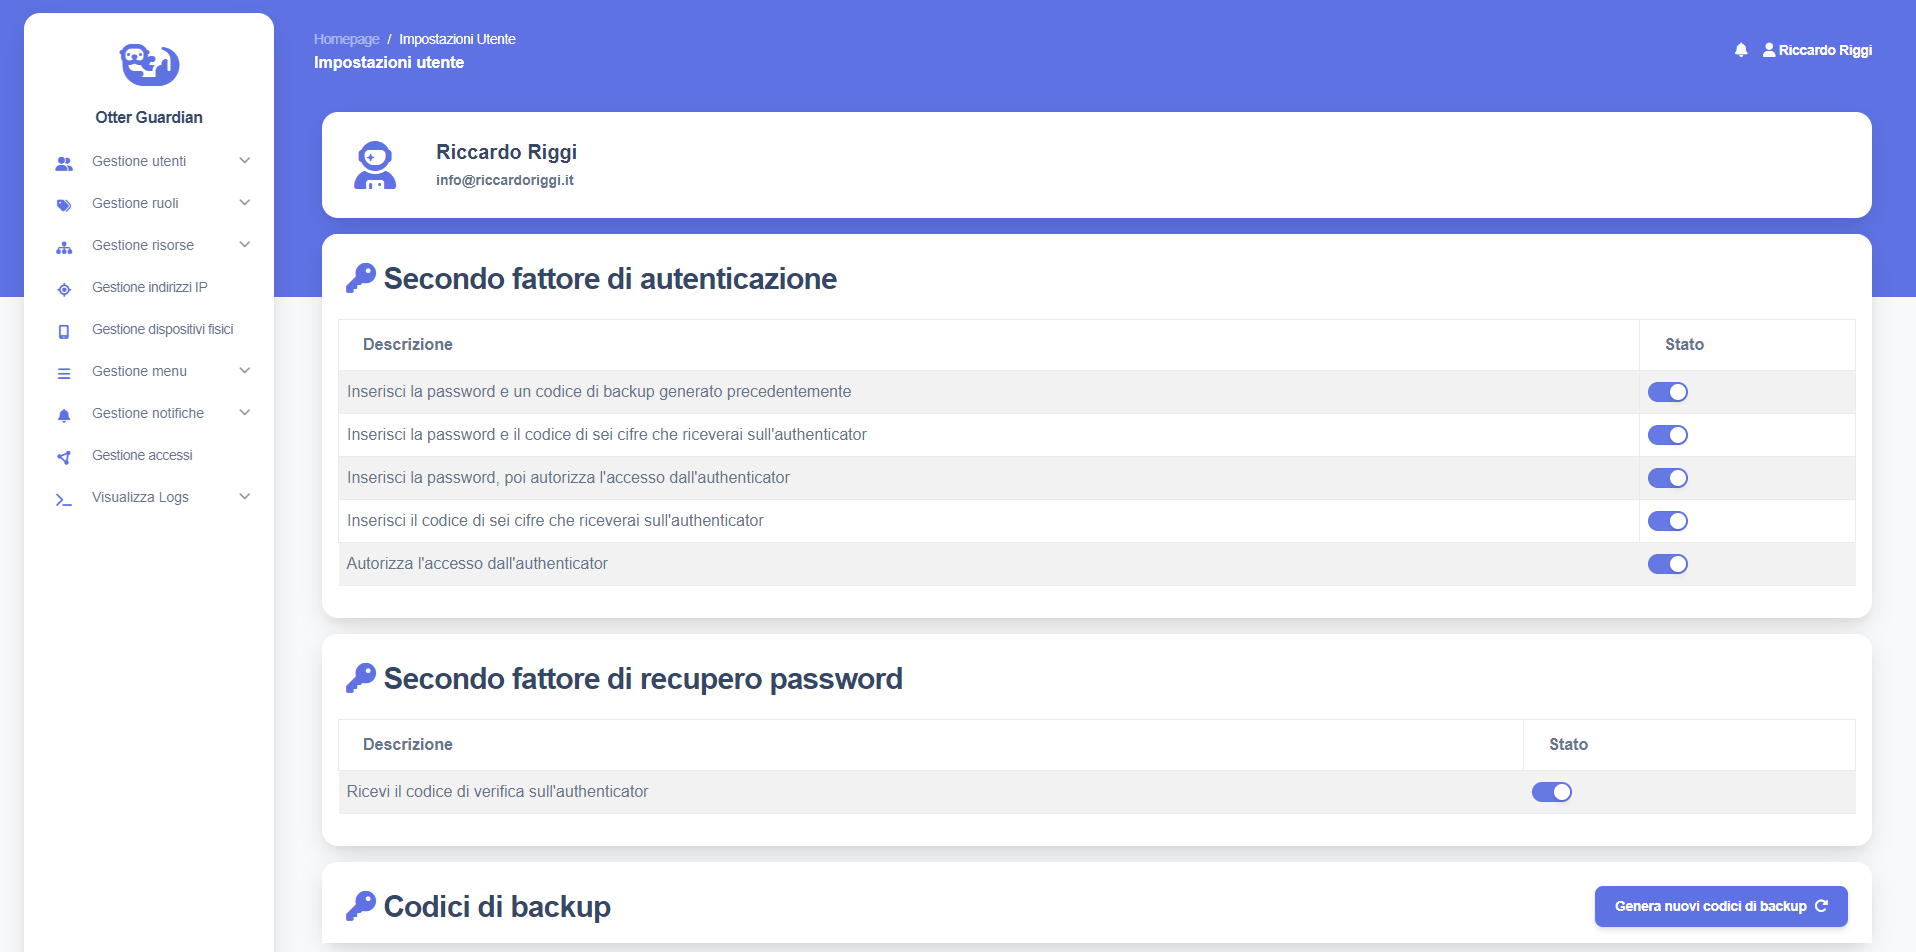 Otter Guardian
Gestione utenti
Gestione ruoli
Gestione risorse
Gestione indirizzi IP
Gestione dispositivi fisici
Gestione menu
Gestione notifiche
Gestione accessi
Visualizza Logs
Homepage / Impostazioni Utente
Impostazioni utente
Riccardo Riggi
Riccardo Riggi
info@riccardoriggi.it
Secondo fattore di autenticazione
Descrizione Stato
Inserisci la password e un codice di backup generato precedentemente
Inserisci la password e il codice di sei cifre che riceverai sull'authenticator
Inserisci la password, poi autorizza l'accesso dall'authenticator
Inserisci il codice di sei cifre che riceverai sull'authenticator
Autorizza l'accesso dall'authenticator
Secondo fattore di recupero password
Descrizione Stato
Ricevi il codice di verifica sull'authenticator
Codici di backup
Genera nuovi codici di backup